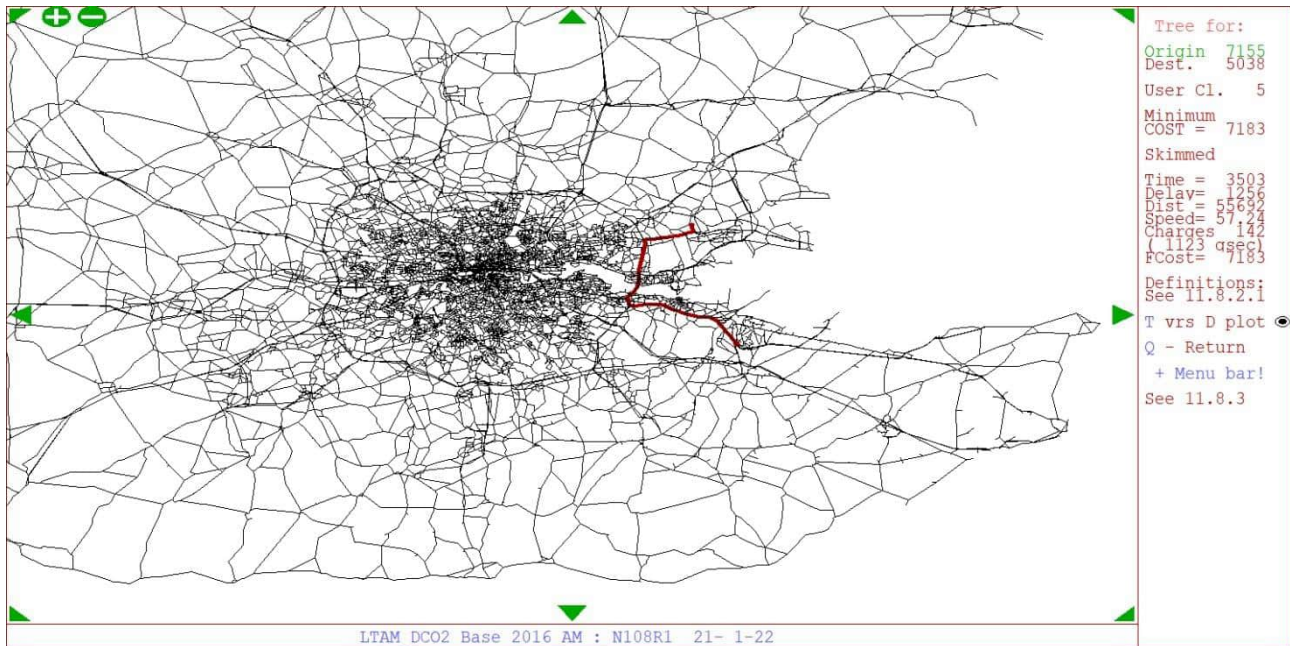 Tree for:
Origin 7155
Dest. 5038
User Cl. 5
Minimum
COST = 7183
Skimmed
Time = 3503
Delay= 1256
Dist = 55692
Speed= 57.24
Charges 142
( 1123 gsec)
FCost= 7183
Definitions:
See 11.8.2.1
T vrs D plot
Q - Return
+ Menu bar!
See 11.8.3
LTAM DCO2 Base 2016 AM : N108R1 21- 1-22